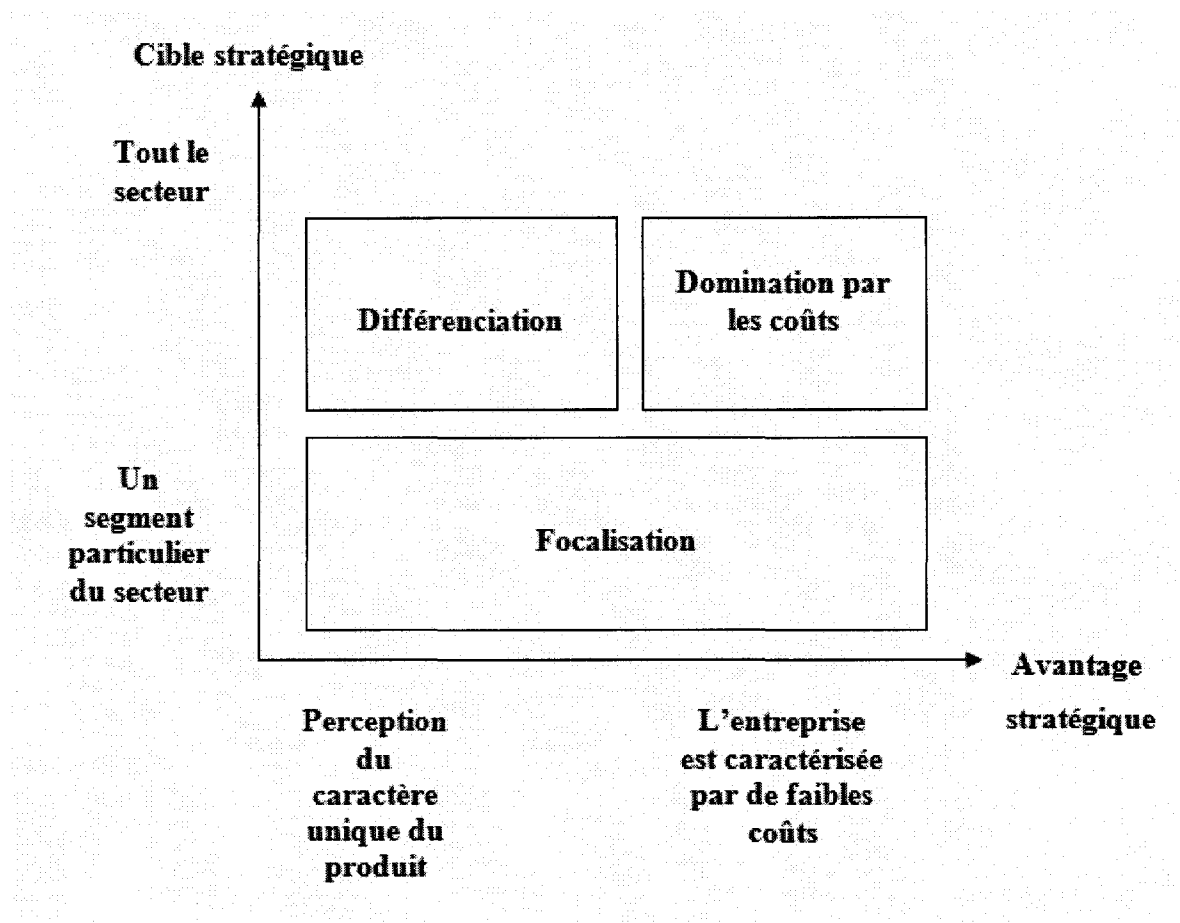 Cible stratégique
Tout le
secteur
Différenciation
Domination par
les coûts
Un
segment
particulier
du secteur
Focalisation
Avantage
stratégique
Perception
du
caractère
unique du
produit
L'entreprise
est caractérisée
par de faibles
coûts